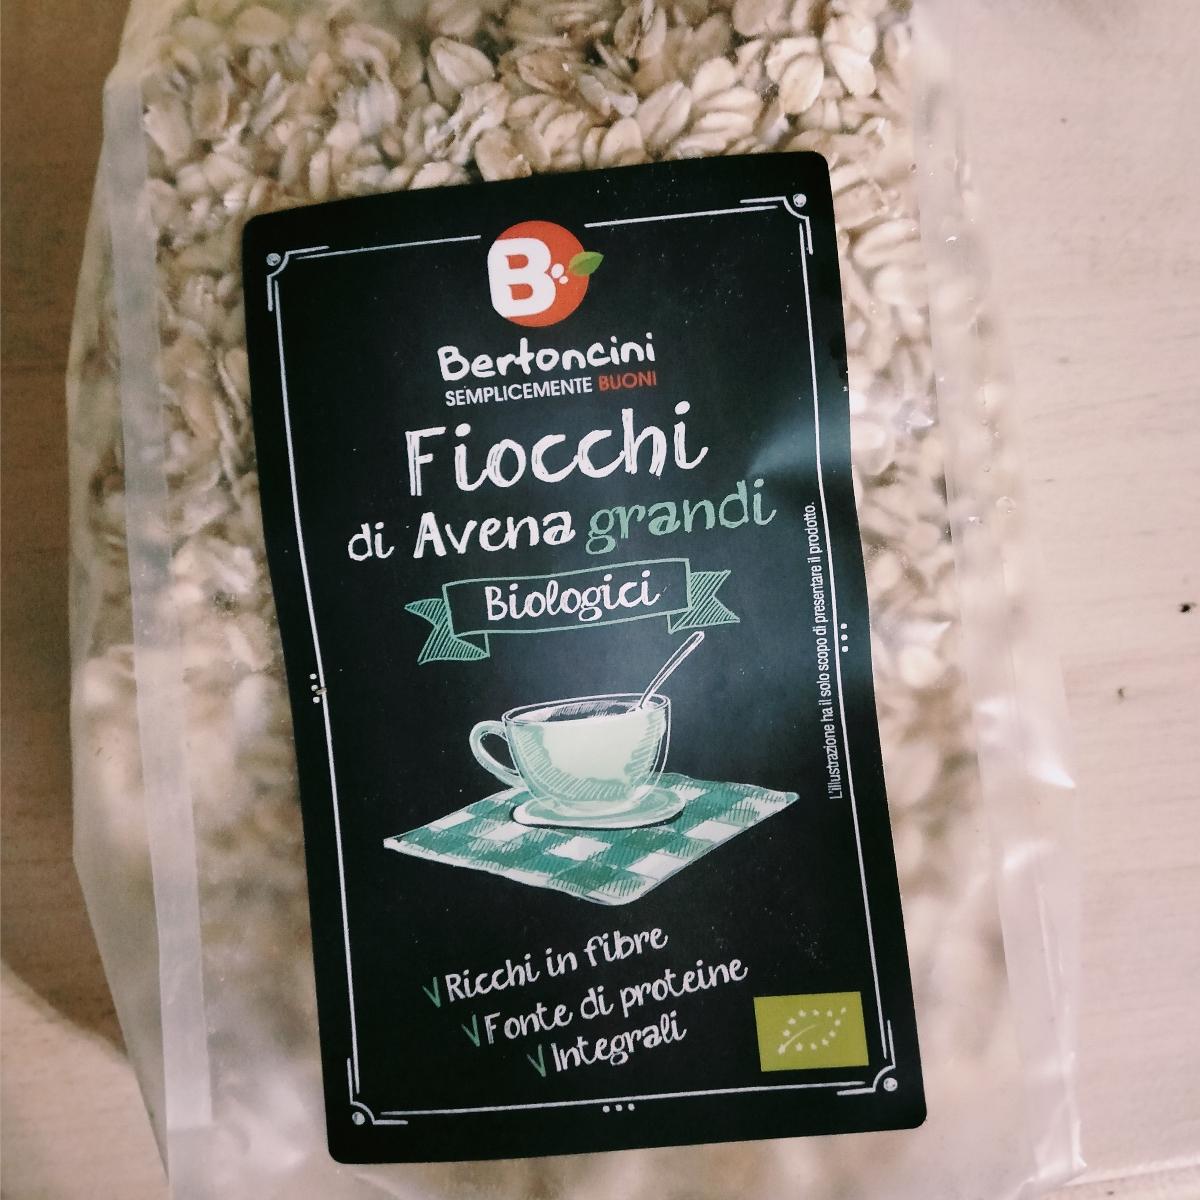 B
Bertoncini
SEMPLICEMENTE BUONI
Fiocchi
di Avena grandi
Biologici
L'illustrazione ha il solo scopo di presentare il prodotto.
√ Ricchi in fibre
√ Fonte di proteine
√ Integrali